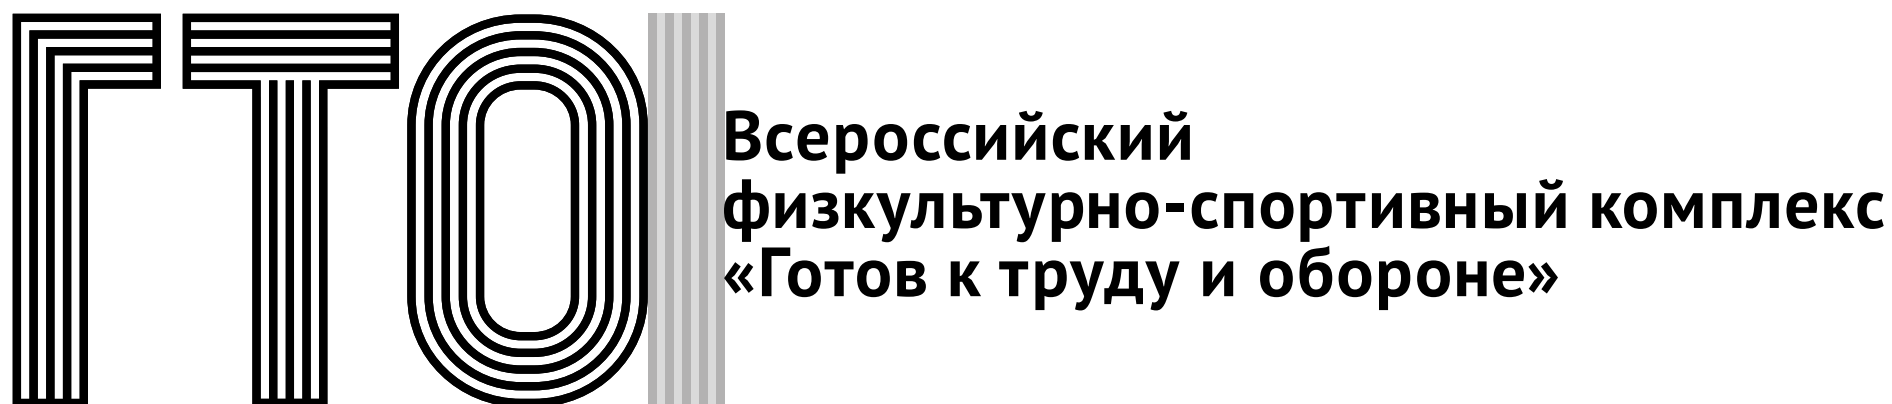 ГТО
Всероссийский
физкультурно-спортивный комплекс
«Готов к труду и обороне»